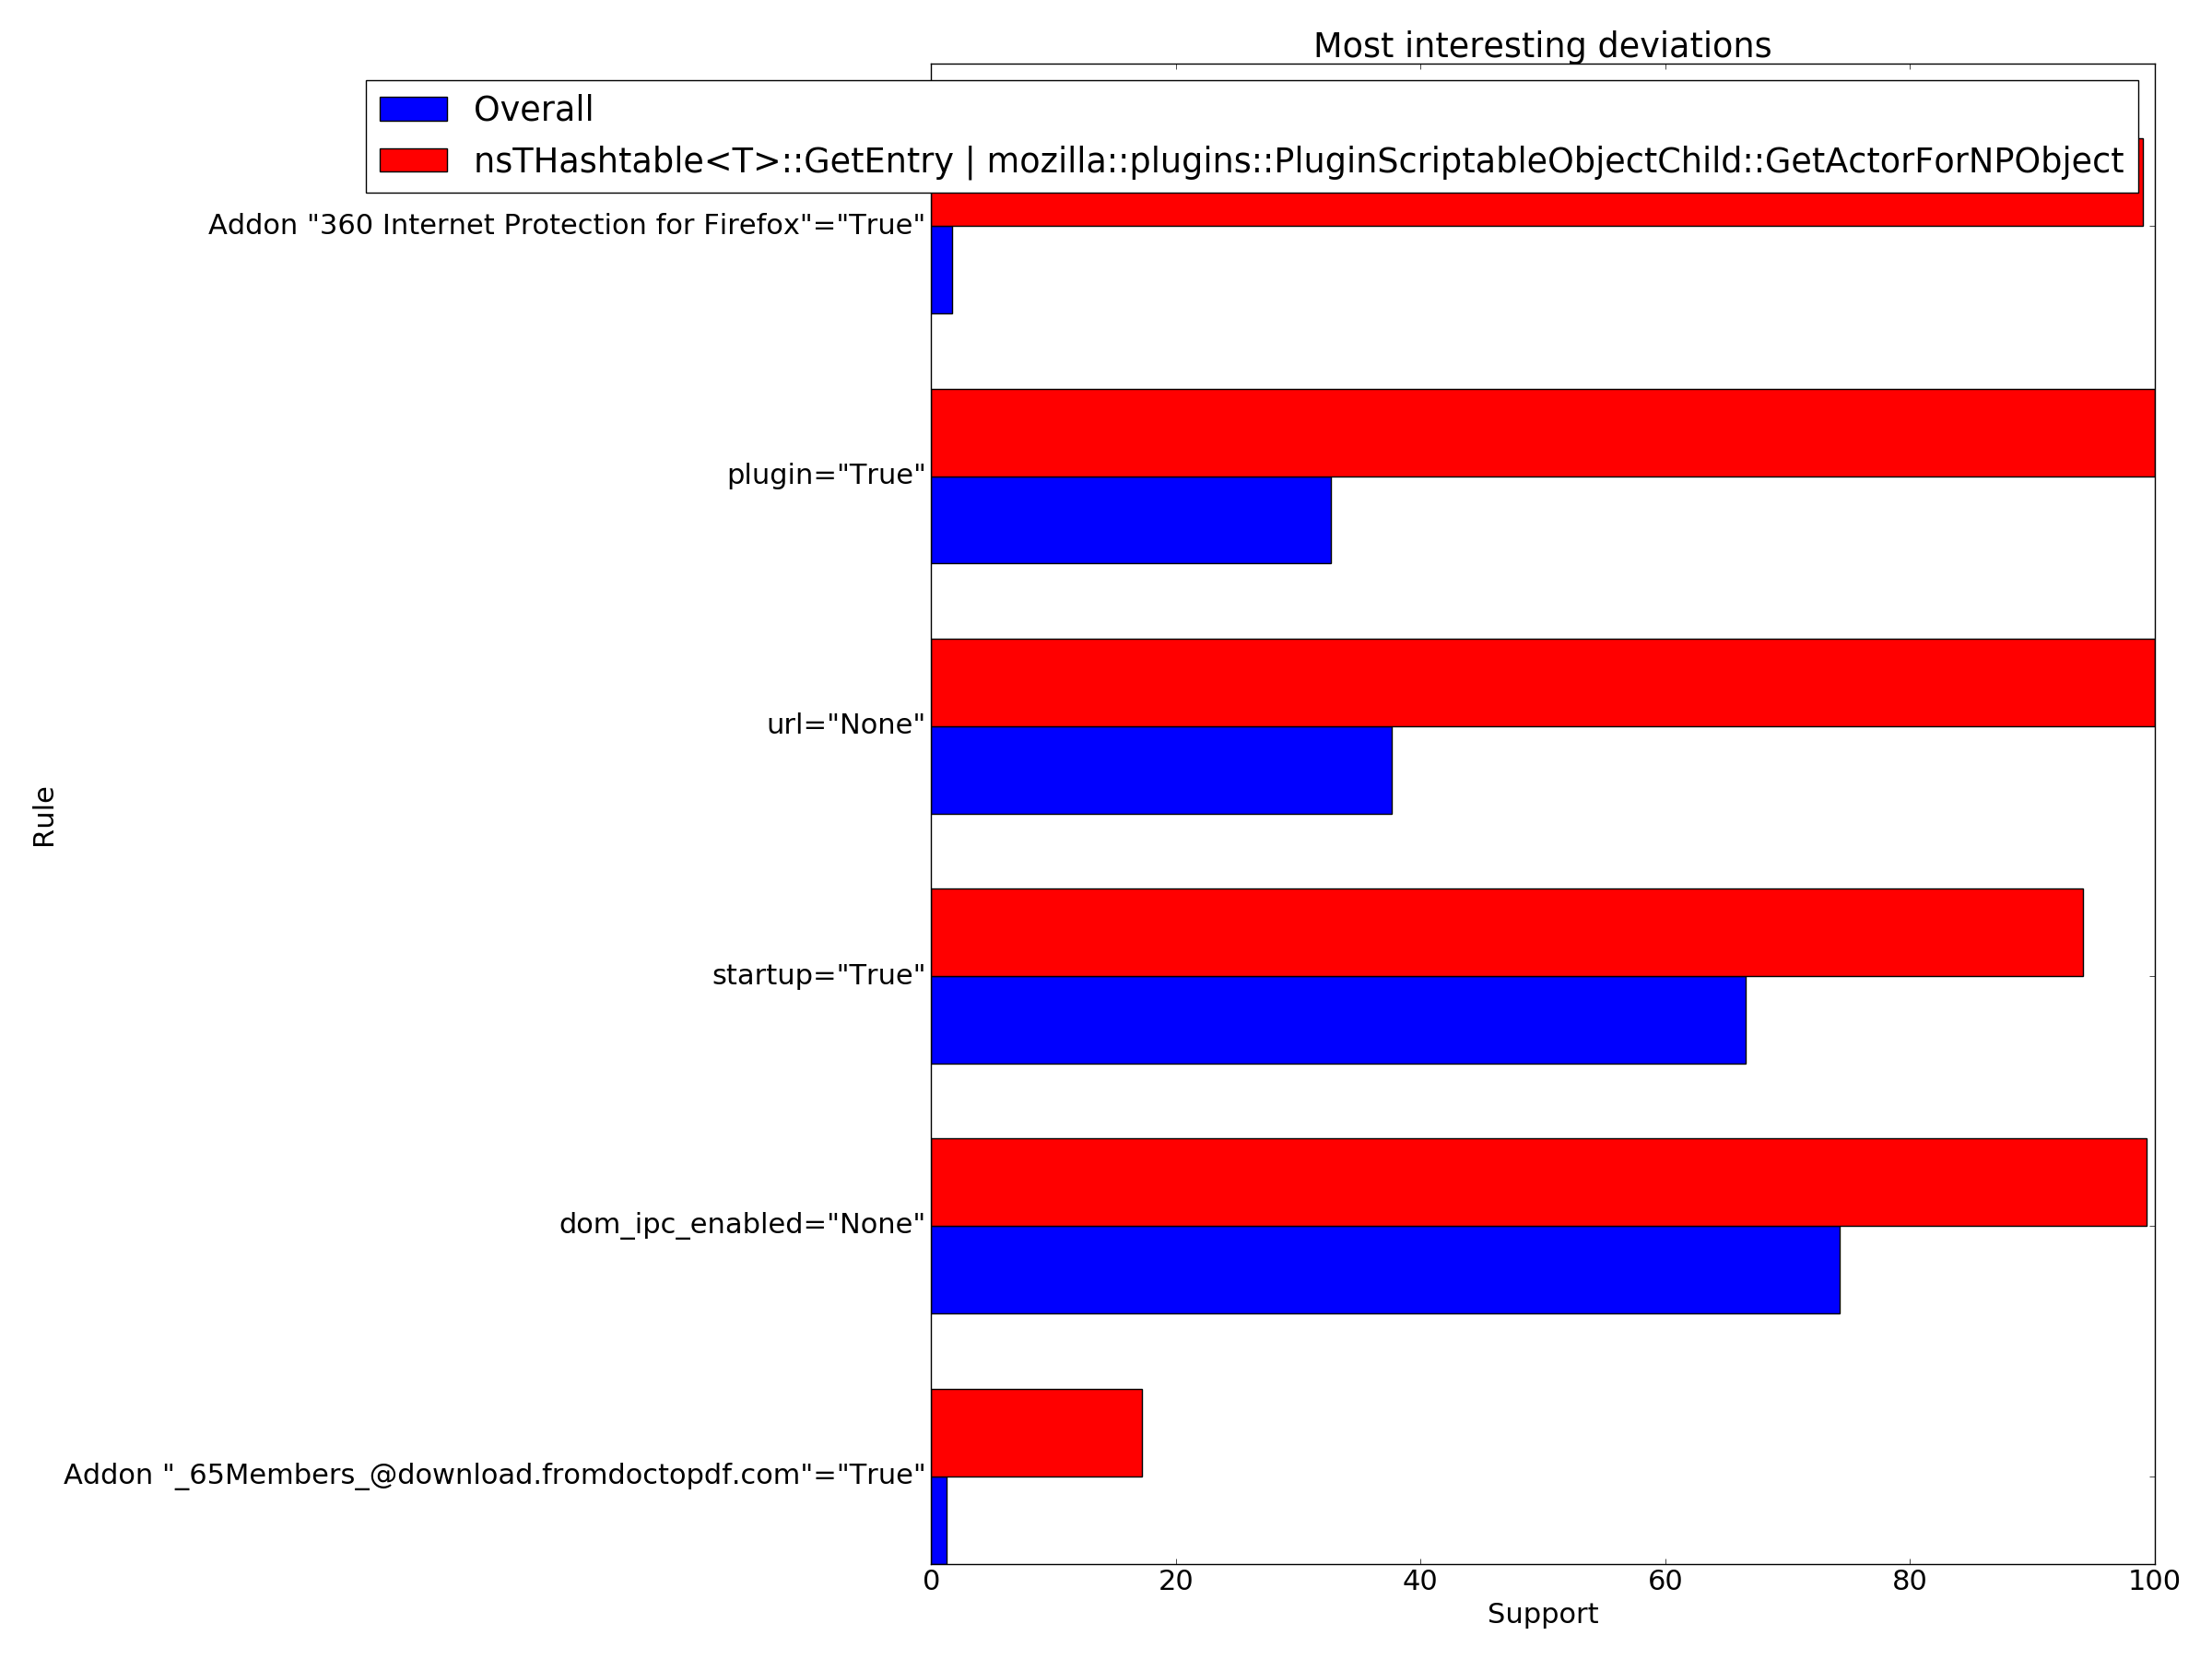 Most interesting deviations
Overall
nsTHashtable<T>::GetEntry | mozilla::plugins::PluginScriptableObjectChild::GetActorForNPObject
Addon "360 Internet Protection for Firefox"="True"
plugin="True"
url="None"
Rule
startup="True"
dom_ipc_enabled="None"
Addon "_65Members_@download.fromdoctopdf.com"="True"
0 20 40 60 80 100
Support